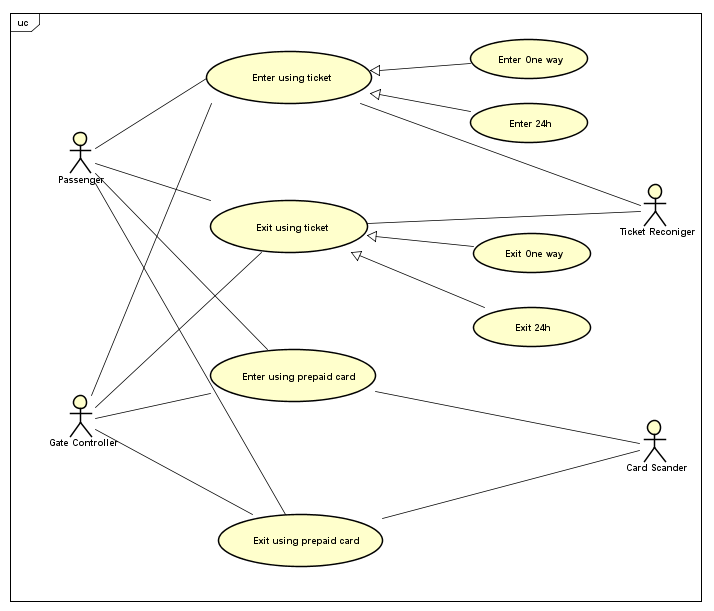 uc
Enter using ticket
Enter One way
Enter 24h
Passenger
Exit using ticket
Ticket Reconiger
Exit One way
Exit 24h
Enter using prepaid card
Gate Controller
Card Scander
Exit using prepaid card